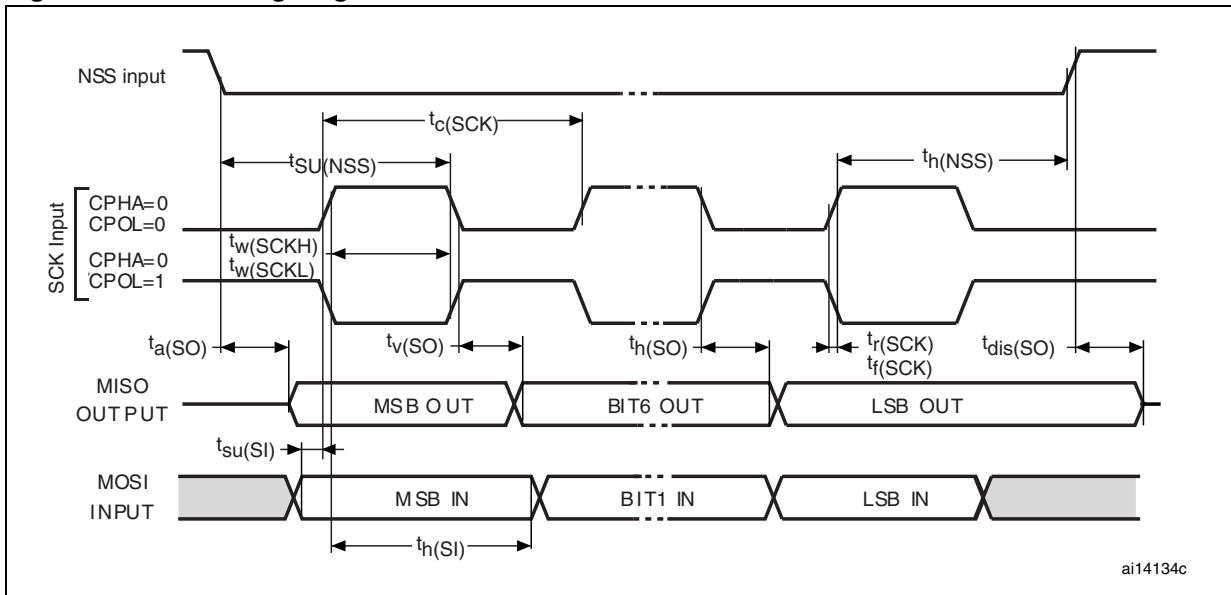 NSS input
tc(SCK)
tSU(NSS)
th(NSS)
SCK Input
CPHA=0
CPOL=0
tw(SCKH)
CPHA=0
tw(SCKL)
CPOL=1
ta(SO)
tv(SO)
th(SO)
tr(SCK)
tf(SCK)
tdis(SO)
MISO
OUTPUT
MSB OUT
BIT6 OUT
LSB OUT
tsu(SI)
MOSI
INPUT
MSB IN
BIT1 IN
LSB IN
th(SI)
ai14134c